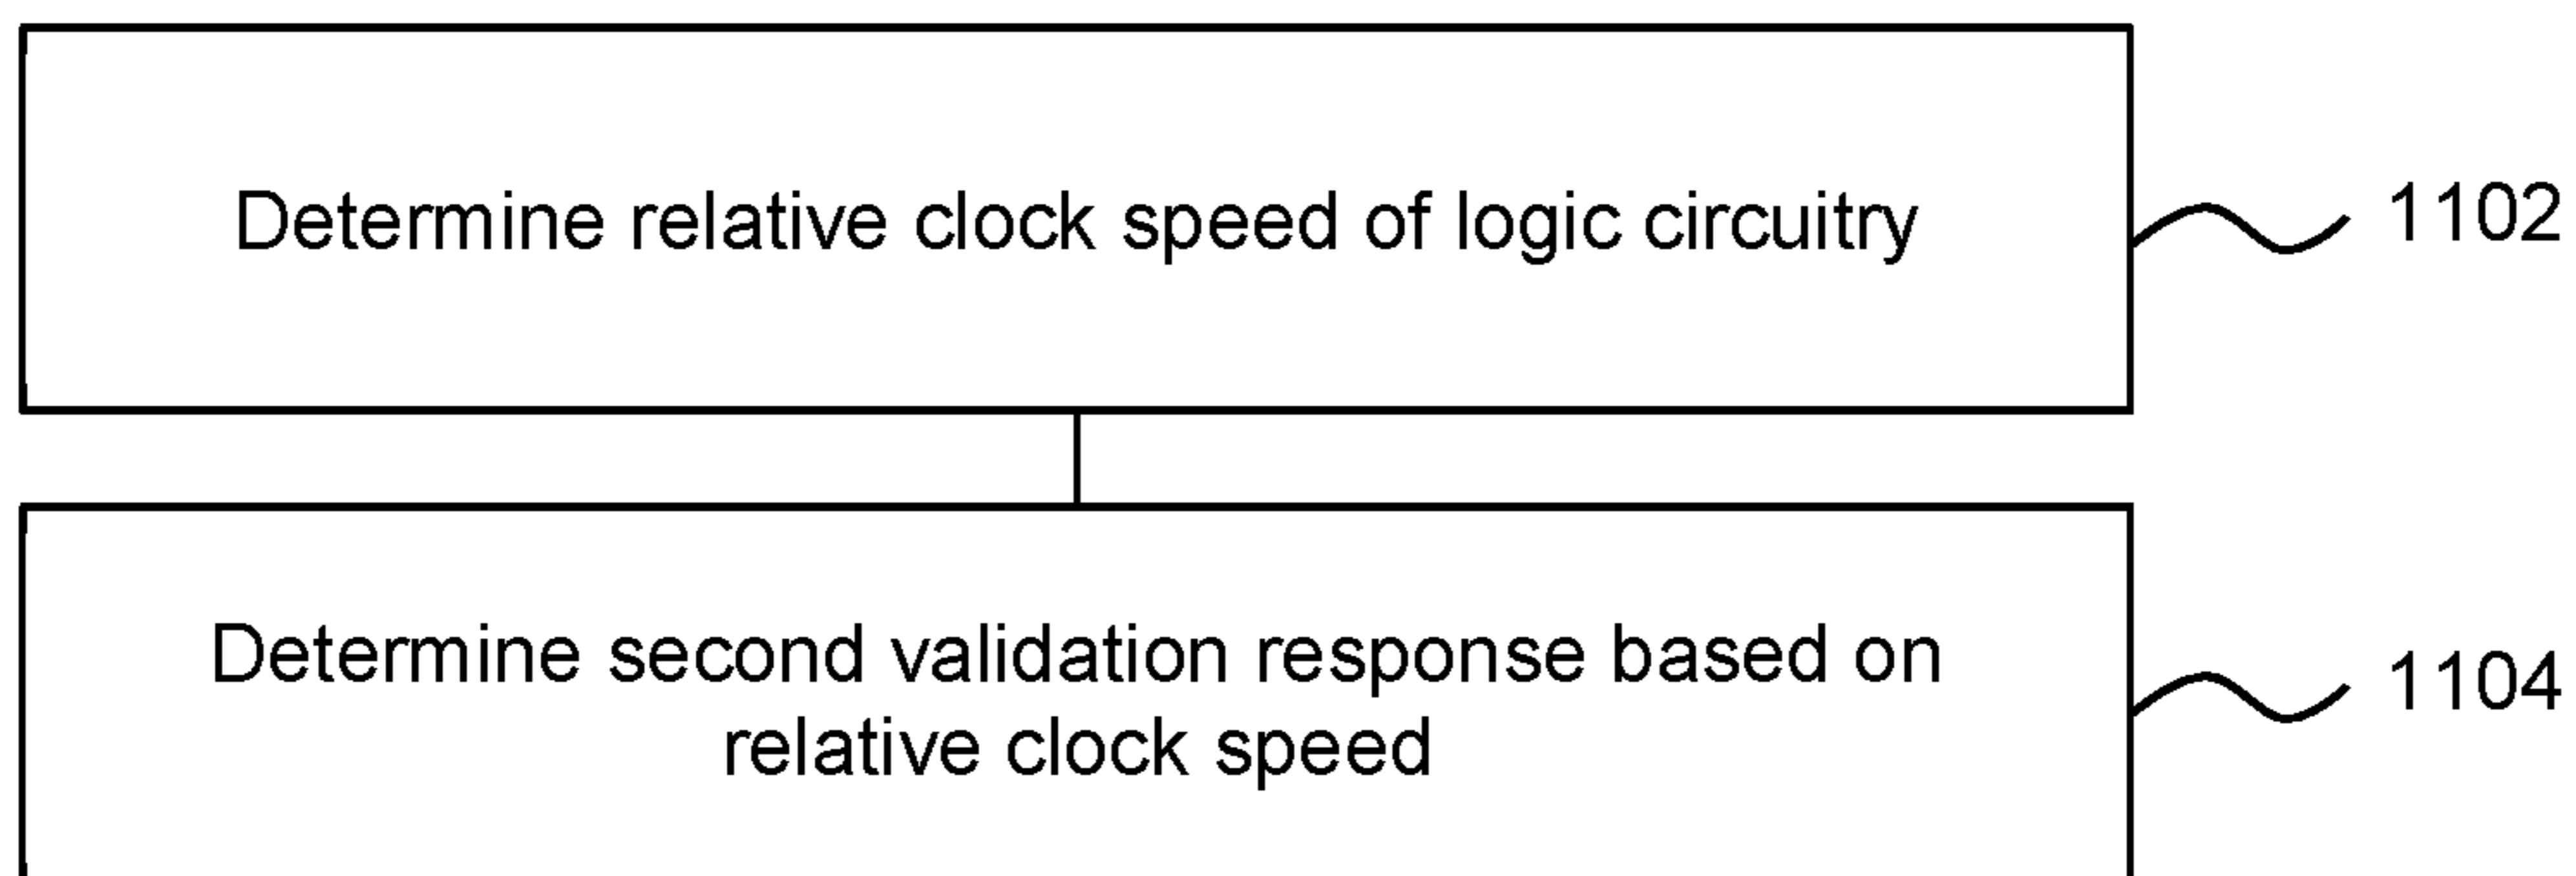 Determine relative clock speed of logic circuitry
1102
Determine second validation response based on
relative clock speed
1104